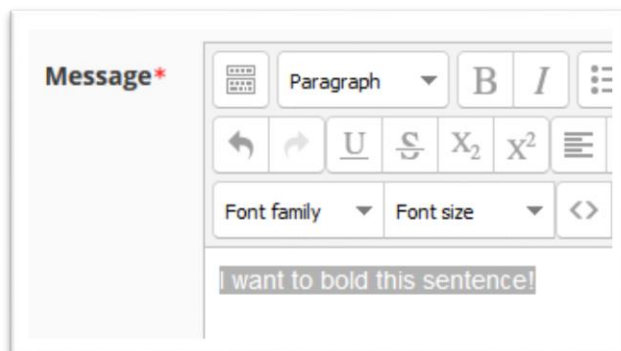 Message*
Paragraph B I
U S X₂ X²
Font family Font size <>
I want to bold this sentence!